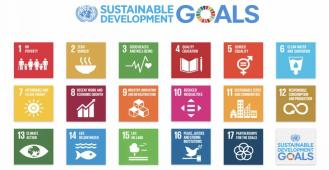 SUSTAINABLE
DEVELOPMENT
GOALS
1 NO
POVERTY
2 ZERO
HUNGER
3 GOOD HEALTH
AND WELL-BEING
4 QUALITY
EDUCATION
5 GENDER
EQUALITY
6 CLEAN WATER
AND SANITATION
7 AFFORDABLE AND
CLEAN ENERGY
8 DECENT WORK AND
ECONOMIC GROWTH
9 INDUSTRY, INNOVATION
AND INFRASTRUCTURE
10 REDUCED
INEQUALITIES
11 SUSTAINABLE CITIES
AND COMMUNITIES
12 RESPONSIBLE
CONSUMPTION
AND PRODUCTION
13 CLIMATE
ACTION
14 LIFE
BELOW WATER
15 LIFE
ON LAND
16 PEACE, JUSTICE
AND STRONG
INSTITUTIONS
17 PARTNERSHIPS
FOR THE GOALS
SUSTAINABLE
DEVELOPMENT
GOALS